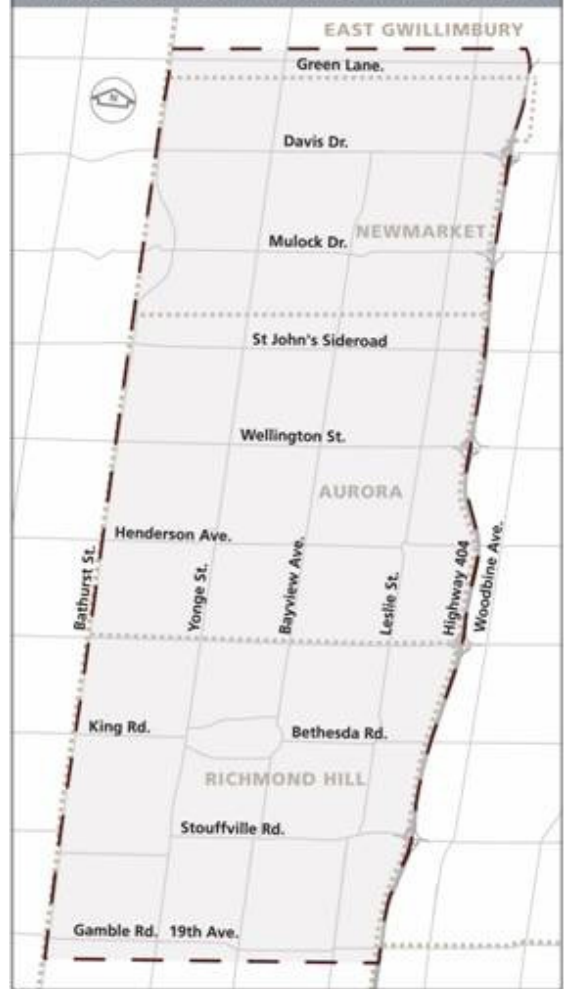 EAST GWILLIMBURY
Green Lane.
N
Davis Dr.
NEWMARKET
Mulock Dr.
St John's Sideroad
Wellington St.
AURORA
Henderson Ave.
Bathurst St.
Yonge St.
Bayview Ave.
Leslie St.
Highway 404
Woodbine Ave.
King Rd.
Bethesda Rd.
RICHMOND HILL
Stouffville Rd.
Gamble Rd. 19th Ave.